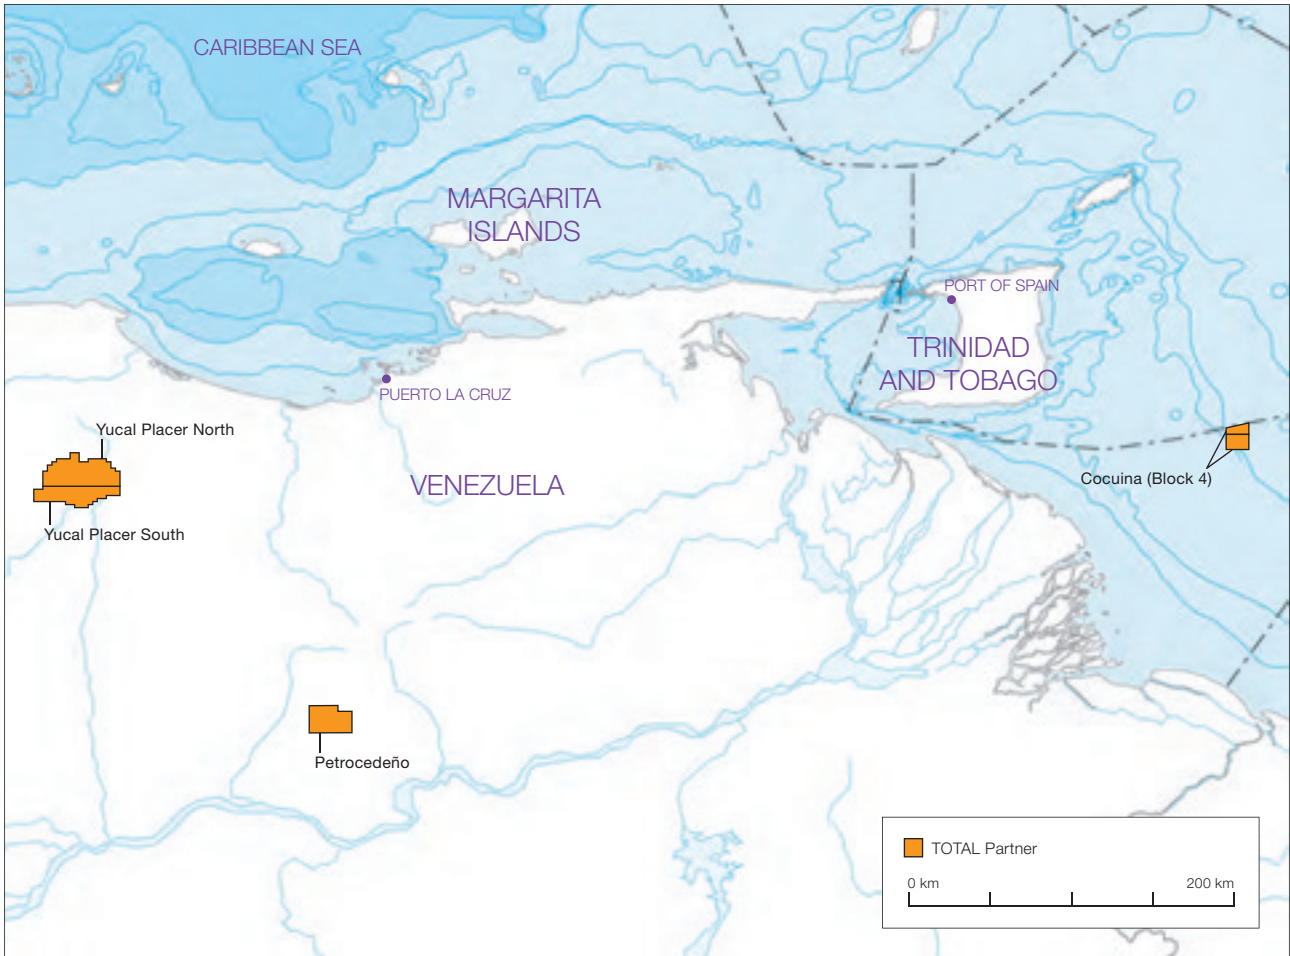 CARIBBEAN SEA
MARGARITA
ISLANDS
PORT OF SPAIN
TRINIDAD
AND TOBAGO
PUERTO LA CRUZ
Yucal Placer North
VENEZUELA
Cocuina (Block 4)
Yucal Placer South
Petrocedeño
TOTAL Partner
0 km 200 km